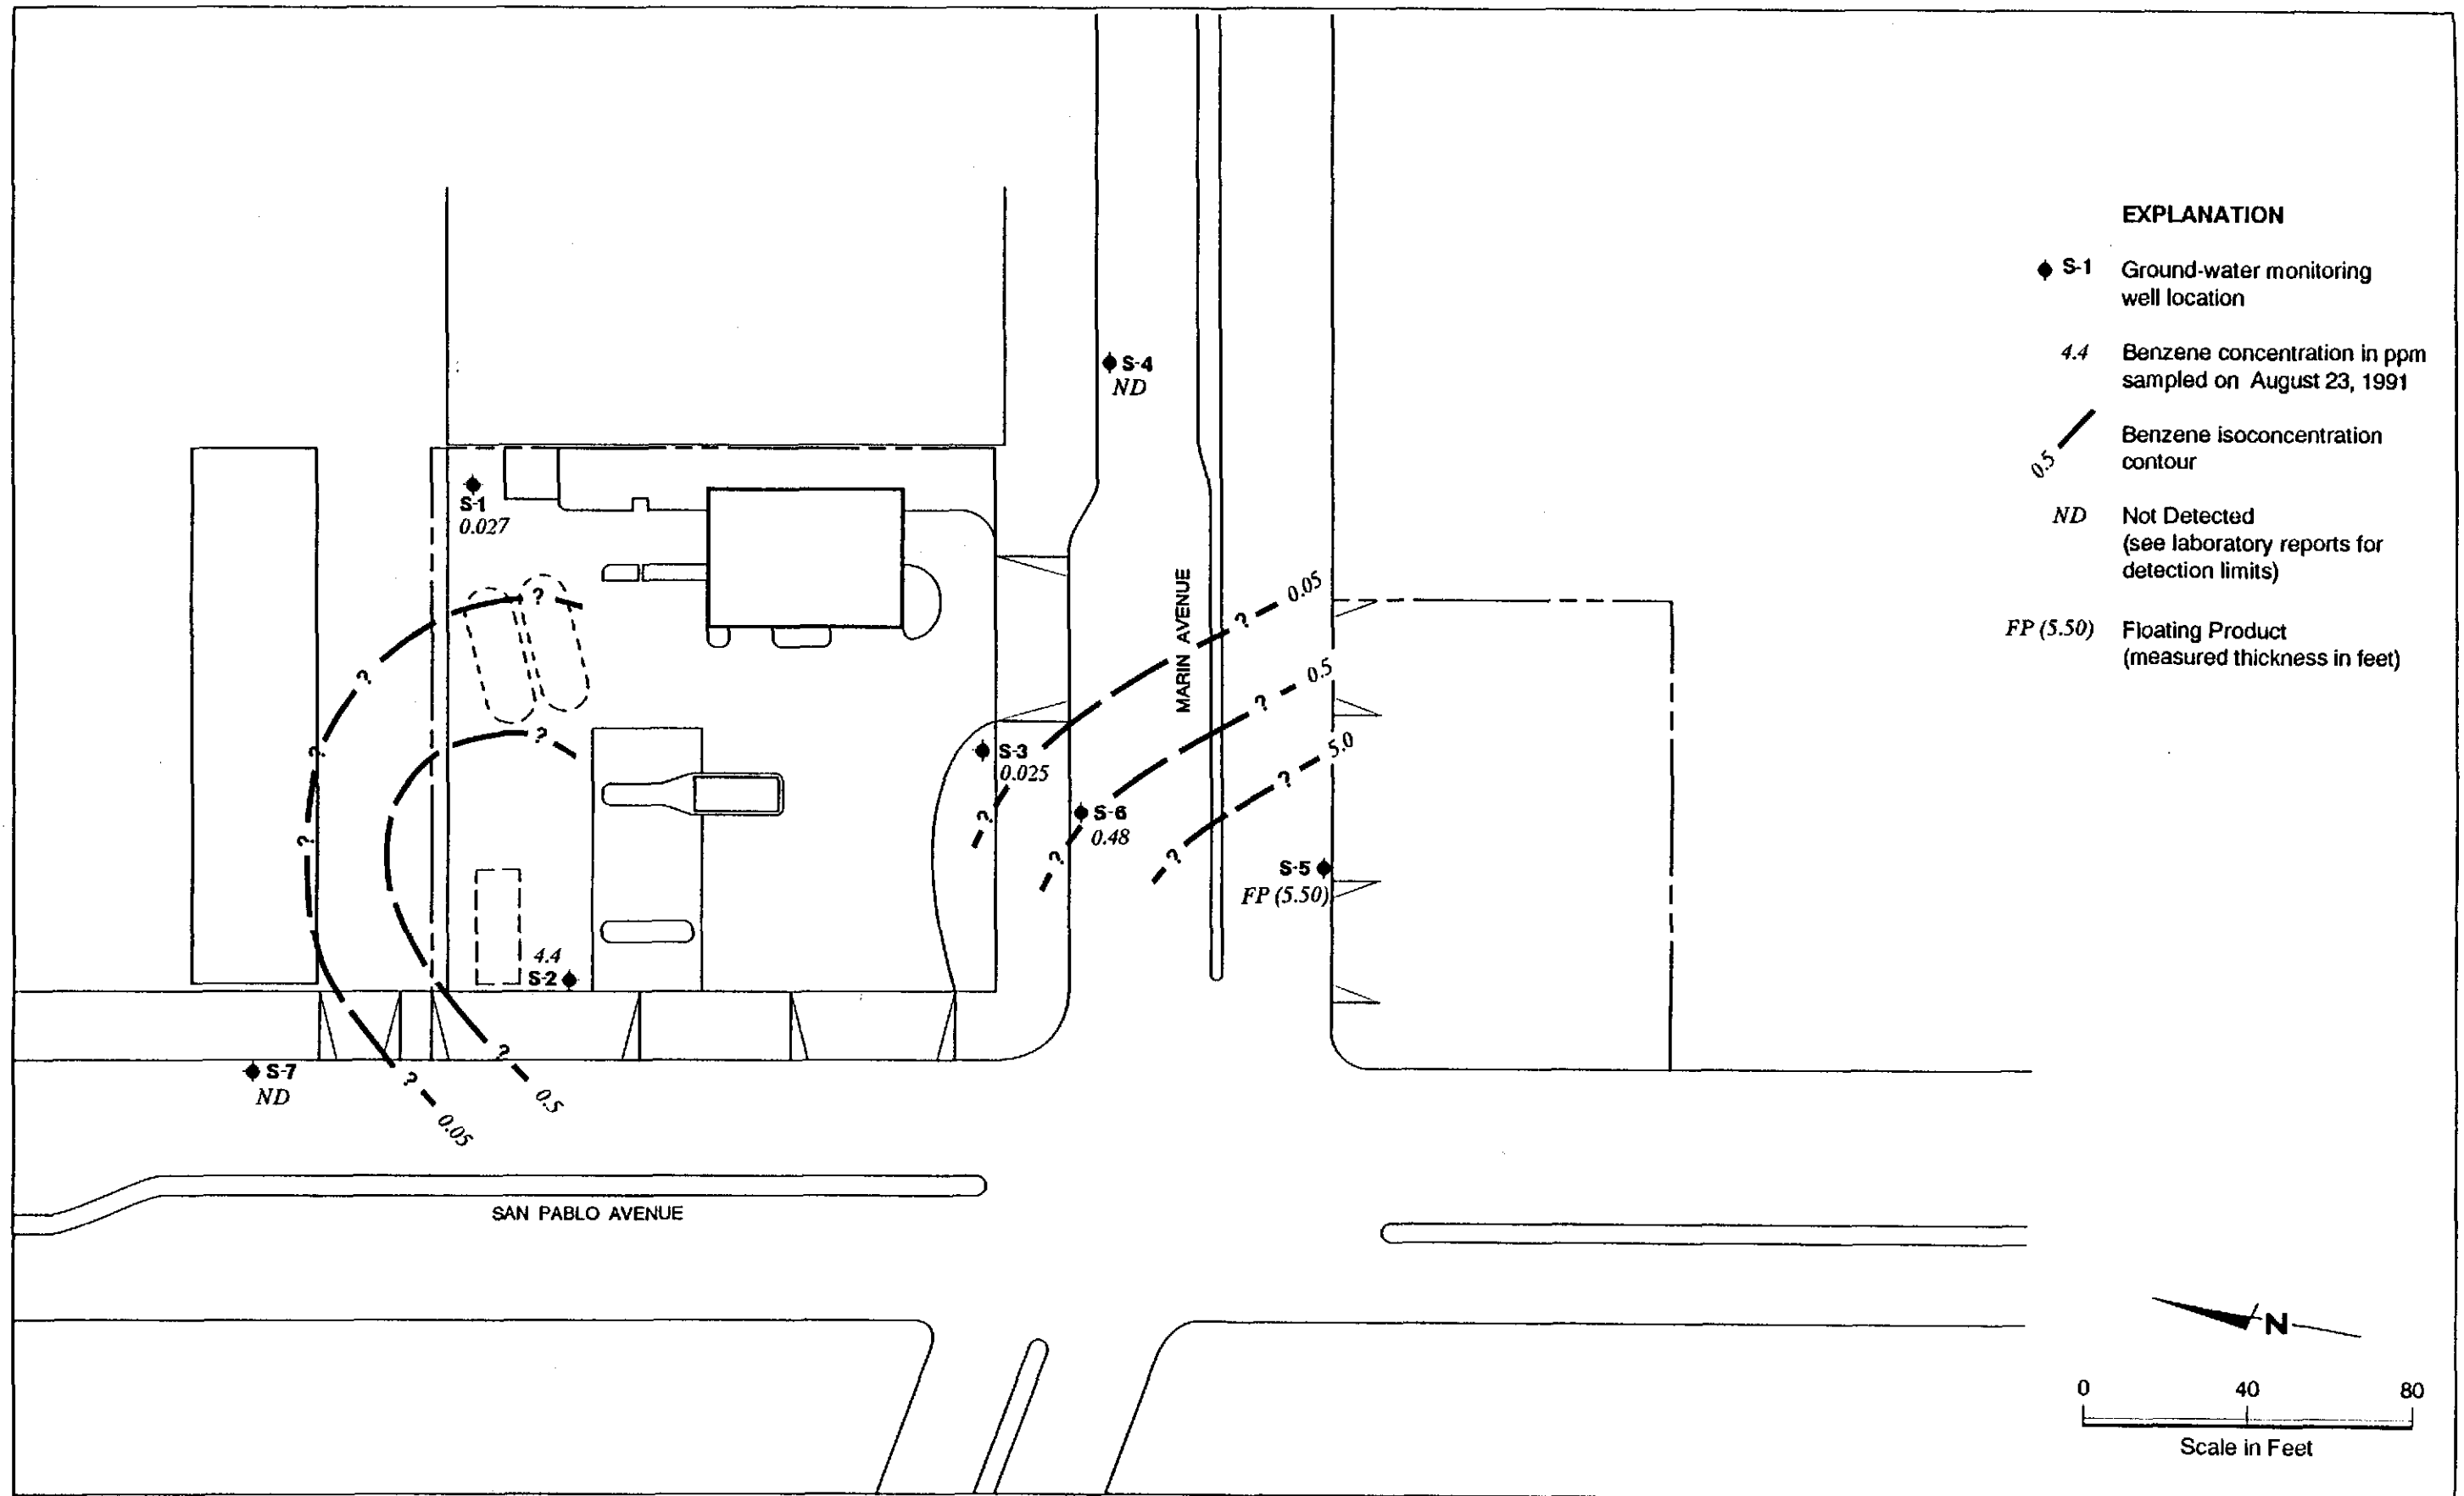 EXPLANATION
S-1 Ground-water monitoring
well location
4.4 Benzene concentration in ppm
sampled on August 23, 1991
0.5 Benzene isoconcentration
contour
ND Not Detected
(see laboratory reports for
detection limits)
FP (5.50) Floating Product
(measured thickness in feet)
S-4
ND
S-1
0.027
?
?
?
?
?
MARIN AVENUE
0.05
?
0.5
?
5.0
?
S-3
0.025
?
S-6
0.48
?
?
S-5
FP (5.50)
4.4
S-2
?
0.5
?
0.05
S-7
ND
SAN PABLO AVENUE
N
0 40 80
Scale in Feet